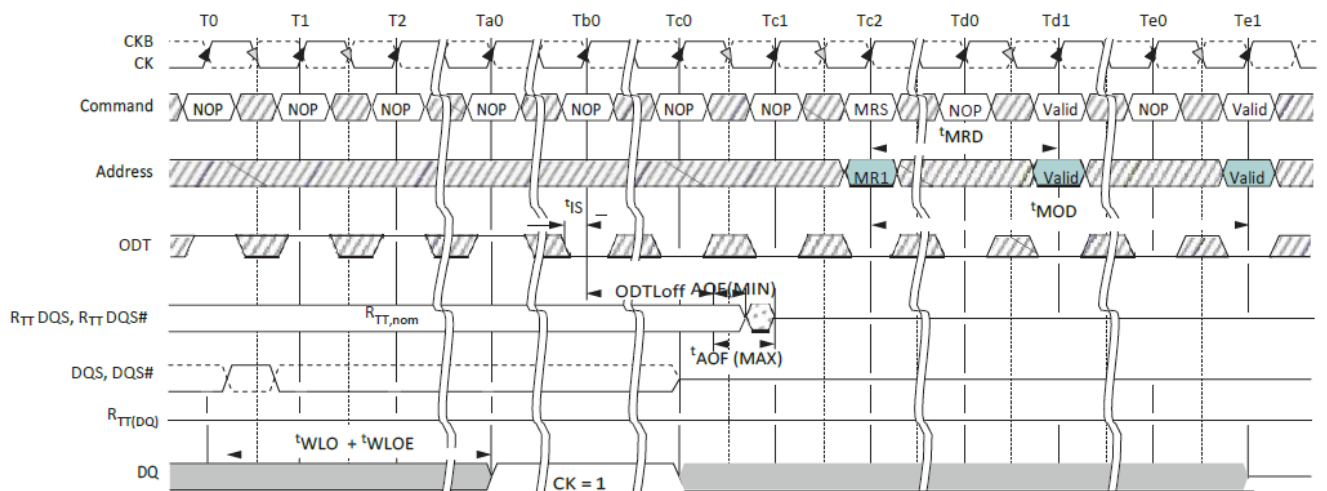 T0 T1 T2 Ta0 Tb0 Tc0 Tc1 Tc2 Td0 Td1 Te0 Te1
CKB
CK
Command NOP NOP NOP NOP NOP NOP NOP MRS NOP Valid NOP Valid
tMRD
Address MR1 Valid Valid
tIS
tMOD
ODT
ODTLoff AOF(MIN)
RTT DQS, RTT DQS# RTT,nom
tAOF (MAX)
DQS, DQS#
RTT(DQ)
tWLO + tWLOE
DQ CK = 1